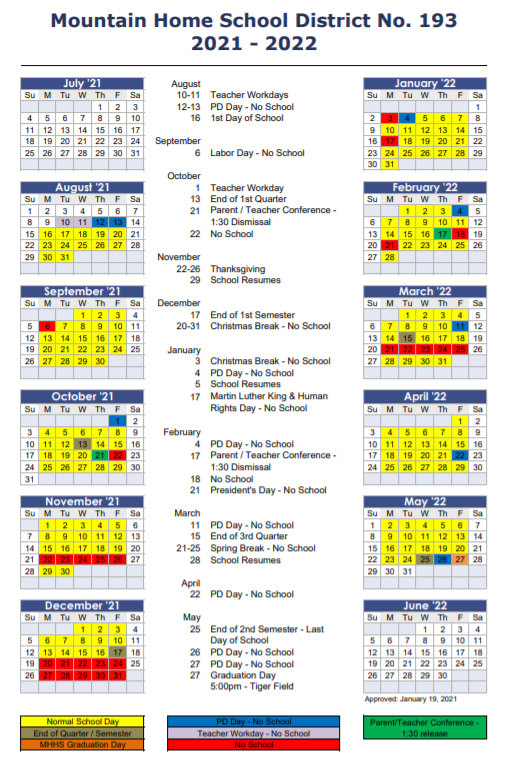 Mountain Home School District No. 193
2021 - 2022
July '21
Su M Tu W Th F Sa
1 2 3
4 5 6 7 8 9 10
11 12 13 14 15 16 17
18 19 20 21 22 23 24
25 26 27 28 29 30 31
August '21
Su M Tu W Th F Sa
1 2 3 4 5 6 7
8 9 10 11 12 13 14
15 16 17 18 19 20 21
22 23 24 25 26 27 28
29 30 31
September '21
Su M Tu W Th F Sa
1 2 3 4
5 6 7 8 9 10 11
12 13 14 15 16 17 18
19 20 21 22 23 24 25
26 27 28 29 30
October '21
Su M Tu W Th F Sa
1 2
3 4 5 6 7 8 9
10 11 12 13 14 15 16
17 18 19 20 21 22 23
24 25 26 27 28 29 30
31
November '21
Su M Tu W Th F Sa
1 2 3 4 5 6
7 8 9 10 11 12 13
14 15 16 17 18 19 20
21 22 23 24 25 26 27
28 29 30
December '21
Su M Tu W Th F Sa
1 2 3 4
5 6 7 8 9 10 11
12 13 14 15 16 17 18
19 20 21 22 23 24 25
26 27 28 29 30 31
August
10-11 Teacher Workdays
12-13 PD Day - No School
16 1st Day of School
September
6 Labor Day - No School
October
1 Teacher Workday
13 End of 1st Quarter
21 Parent / Teacher Conference -
1:30 Dismissal
22 No School
November
22-26 Thanksgiving
29 School Resumes
December
17 End of 1st Semester
20-31 Christmas Break - No School
January
3 Christmas Break - No School
4 PD Day - No School
5 School Resumes
17 Martin Luther King & Human
Rights Day - No School
February
4 PD Day - No School
17 Parent / Teacher Conference -
1:30 Dismissal
18 No School
21 President's Day - No School
March
11 PD Day - No School
15 End of 3rd Quarter
21-25 Spring Break - No School
28 School Resumes
April
22 PD Day - No School
May
25 End of 2nd Semester - Last
Day of School
26 PD Day - No School
27 PD Day - No School
27 Graduation Day
5:00pm - Tiger Field
January '22
Su M Tu W Th F Sa
1
2 3 4 5 6 7 8
9 10 11 12 13 14 15
16 17 18 19 20 21 22
23 24 25 26 27 28 29
30 31
February '22
Su M Tu W Th F Sa
1 2 3 4 5
6 7 8 9 10 11 12
13 14 15 16 17 18 19
20 21 22 23 24 25 26
27 28
March '22
Su M Tu W Th F Sa
1 2 3 4 5
6 7 8 9 10 11 12
13 14 15 16 17 18 19
20 21 22 23 24 25 26
27 28 29 30 31
April '22
Su M Tu W Th F Sa
1 2
3 4 5 6 7 8 9
10 11 12 13 14 15 16
17 18 19 20 21 22 23
24 25 26 27 28 29 30
May '22
Su M Tu W Th F Sa
1 2 3 4 5 6 7
8 9 10 11 12 13 14
15 16 17 18 19 20 21
22 23 24 25 26 27 28
29 30 31
June '22
Su M Tu W Th F Sa
1 2 3 4
5 6 7 8 9 10 11
12 13 14 15 16 17 18
19 20 21 22 23 24 25
26 27 28 29 30
Approved: January 19, 2021
Normal School Day
End of Quarter / Semester
MHHS Graduation Day
PD Day - No School
Teacher Workday - No School
No School
Parent/Teacher Conference -
1:30 release